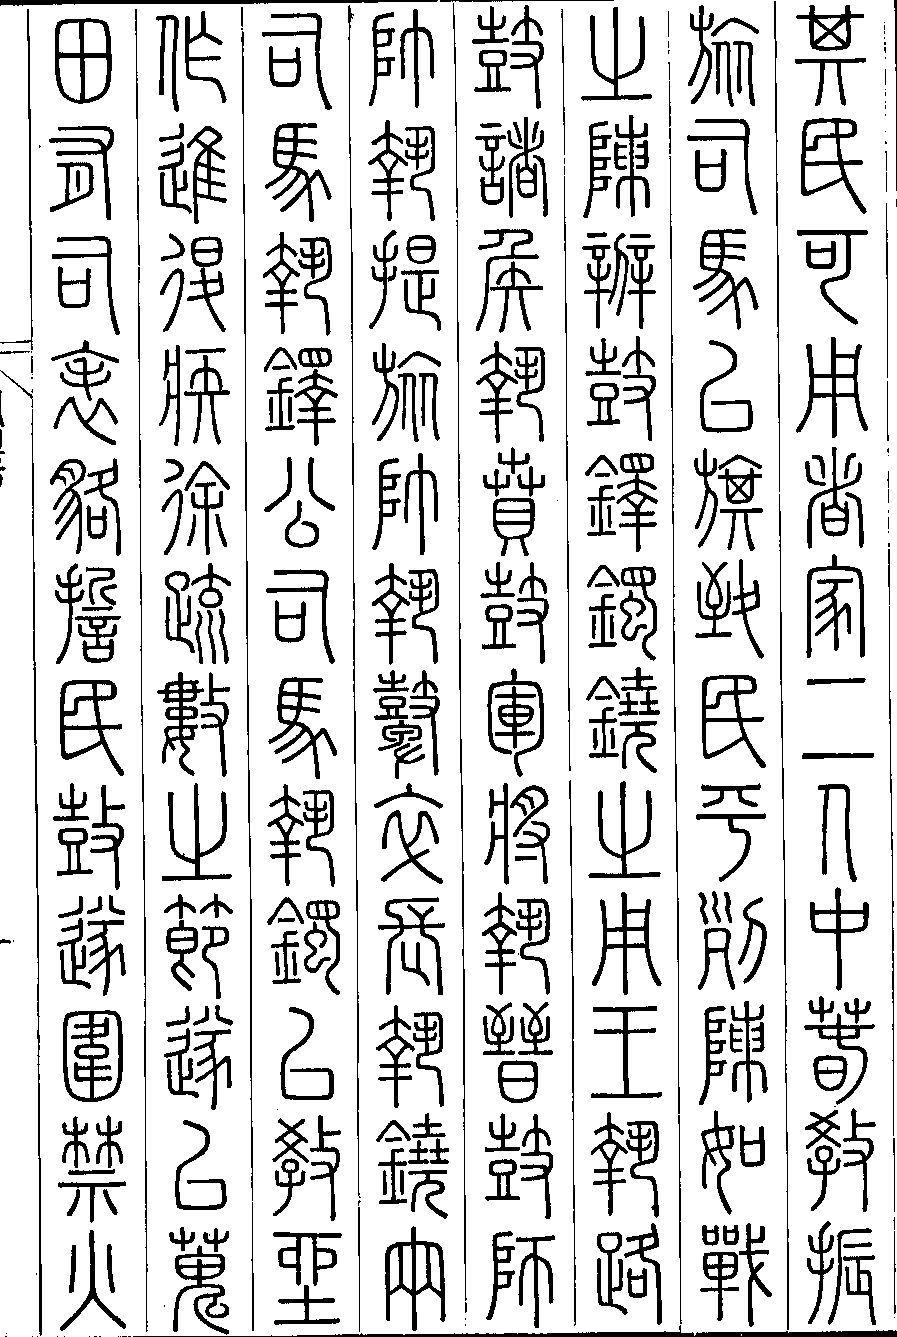 其民可用者家二人中春教振
旅司馬以旗致民平列陳如戰
之陳辨鼓鐸鐲鐃之用王執路
鼓諸侯執賁鼓軍將執晉鼓師
帥執提旅帥執鼙卒長執鐃兩
司馬執鐸公司馬執鐲以教坐
作進退疾徐疏數之節遂以蒐
田有司表貉誓民鼓遂圍禁火